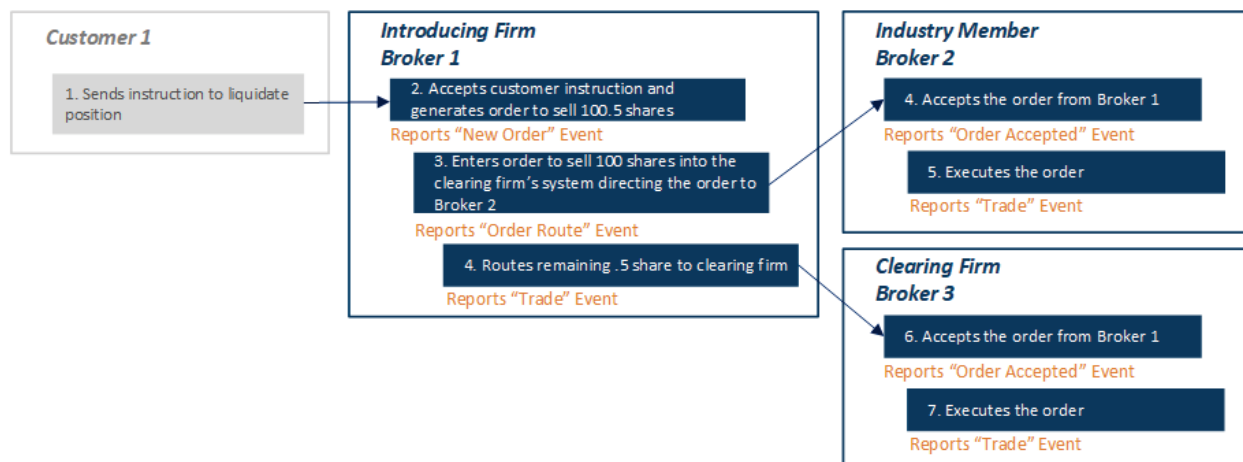 Customer 1
1. Sends instruction to liquidate
position
Introducing Firm
Broker 1
2. Accepts customer instruction and
generates order to sell 100.5 shares
Reports “New Order” Event
3. Enters order to sell 100 shares into the
clearing firm’s system directing the order to
Broker 2
Reports “Order Route” Event
4. Routes remaining .5 share to clearing firm
Reports “Trade” Event
Industry Member
Broker 2
4. Accepts the order from Broker 1
Reports “Order Accepted” Event
5. Executes the order
Reports “Trade” Event
Clearing Firm
Broker 3
6. Accepts the order from Broker 1
Reports “Order Accepted” Event
7. Executes the order
Reports “Trade” Event